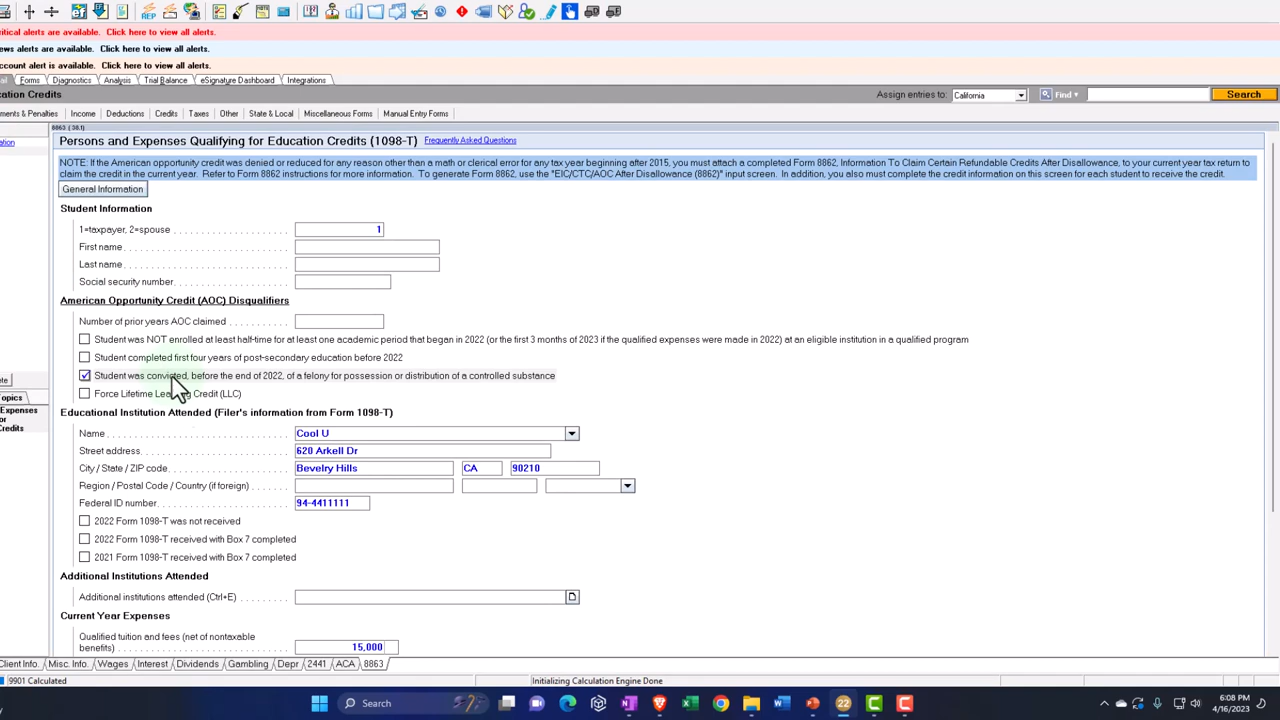 ef
REP
critical alerts are available. Click here to view all alerts.
ews alerts are available. Click here to view all alerts.
ccount alert is available. Click here to view all alerts.
al Forms Diagnostics Analysis Trial Balance eSignature Dashboard Integrations
cation Credits Assign entries to: California Find Search
ments & Penalties Income Deductions Credits Taxes Other State & Local Miscellaneous Forms Manual Entry Forms
8863 (38.1)
ation
Persons and Expenses Qualifying for Education Credits (1098-T) Frequently Asked Questions
NOTE: If the American opportunity credit was denied or reduced for any reason other than a math or clerical error for any tax year beginning after 2015, you must attach a completed Form 8862, Information To Claim Certain Refundable Credits After Disallowance, to your current year tax return to
claim the credit in the current year. Refer to Form 8862 instructions for more information. To generate Form 8862, use the "EIC/CTC/AOC After Disallowance (8862)" input screen. In addition, you also must complete the credit information on this screen for each student to receive the credit.
General Information
Student Information
1=taxpayer, 2=spouse 1
First name
Last name
Social security number
American Opportunity Credit (AOC) Disqualifiers
Number of prior years AOC claimed
Student was NOT enrolled at least half-time for at least one academic period that began in 2022 (or the first 3 months of 2023 if the qualified expenses were made in 2022) at an eligible institution in a qualified program
Student completed first four years of post-secondary education before 2022
Student was convicted, before the end of 2022, of a felony for possession or distribution of a controlled substance
ete
Force Lifetime Learning Credit (LLC)
Topics
Expenses
or
Credits
Educational Institution Attended (Filer's information from Form 1098-T)
Name Cool U
Street address 620 Arkell Dr
City / State / ZIP code Bevelry Hills CA 90210
Region / Postal Code / Country (if foreign)
Federal ID number 94-4411111
2022 Form 1098-T was not received
2022 Form 1098-T received with Box 7 completed
2021 Form 1098-T received with Box 7 completed
Additional Institutions Attended
Additional institutions attended (Ctrl+E)
Current Year Expenses
Qualified tuition and fees (net of nontaxable
benefits) 15,000
Client Info. Misc. Info. Wages Interest Dividends Gambling Depr 2441 ACA 8863
9901 Calculated Initializing Calculation Engine Done
Search 22 6:08 PM
4/16/2023